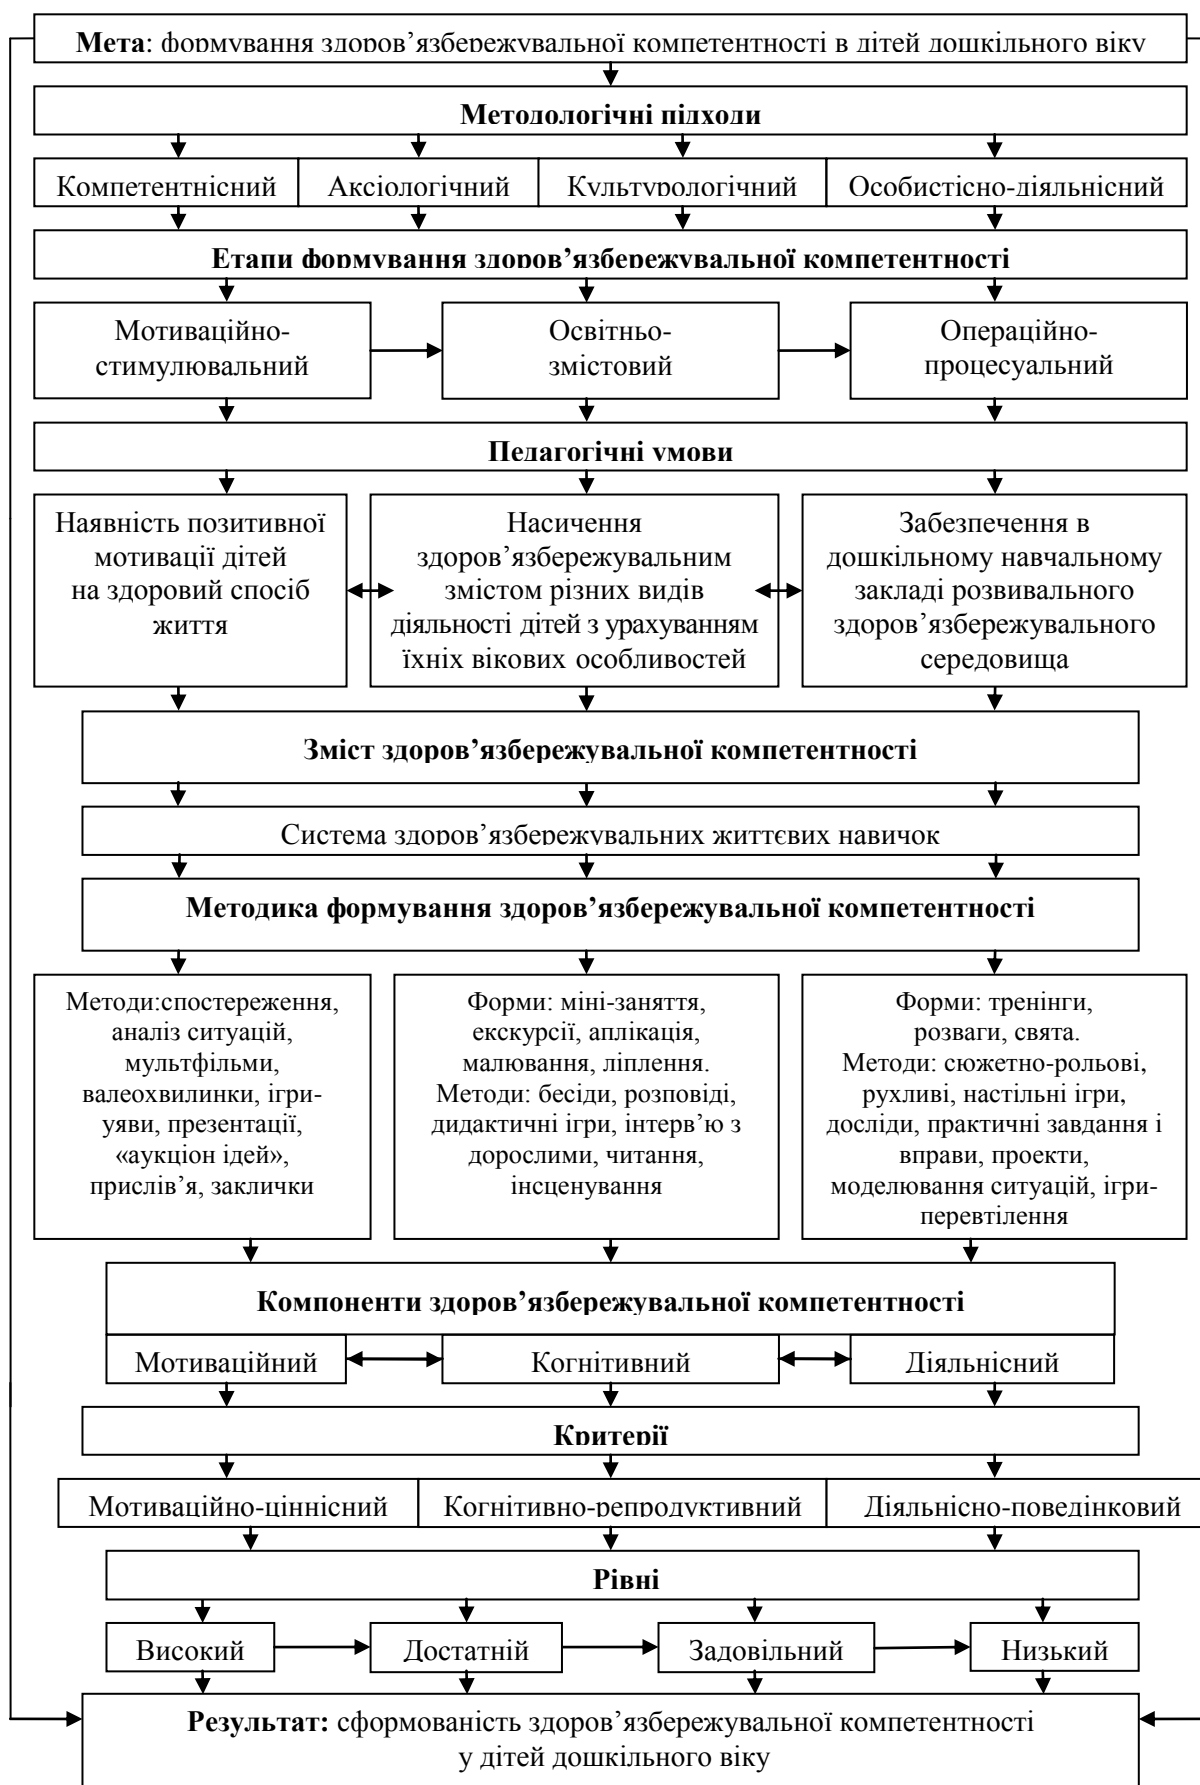 Мета: формування здоров’язбережувальної компетентності в дітей дошкільного віку
Методологічні підходи
Компетентнісний
Аксіологічний
Культурологічний
Особистісно-діяльнісний
Етапи формування здоров’язбережувальної компетентності
Мотиваційно-
стимулювальний
Освітньо-
змістовий
Операційно-
процесуальний
Педагогічні умови
Наявність позитивної
мотивації дітей
на здоровий спосіб
життя
Насичення
здоров’язбережувальним
змістом різних видів
діяльності дітей з урахуванням
їхніх вікових особливостей
Забезпечення в
дошкільному навчальному
закладі розвивального
здоров’язбережувального
середовища
Зміст здоров’язбережувальної компетентності
Система здоров’язбережувальних життєвих навичок
Методика формування здоров’язбережувальної компетентності
Методи:спостереження,
аналіз ситуацій,
мультфільми,
валеохвилинки, ігри-
уяви, презентації,
«аукціон ідей»,
прислів’я, заклички
Форми: міні-заняття,
екскурсії, аплікація,
малювання, ліплення.
Методи: бесіди, розповіді,
дидактичні ігри, інтерв’ю з
дорослими, читання,
інсценування
Форми: тренінги,
розваги, свята.
Методи: сюжетно-рольові,
рухливі, настільні ігри,
досліди, практичні завдання і
вправи, проекти,
моделювання ситуацій, ігри-
перевтілення
Компоненти здоров’язбережувальної компетентності
Мотиваційний
Когнітивний
Діяльнісний
Критерії
Мотиваційно-ціннісний
Когнітивно-репродуктивний
Діяльнісно-поведінковий
Рівні
Високий
Достатній
Задовільний
Низький
Результат: сформованість здоров’язбережувальної компетентності
у дітей дошкільного віку